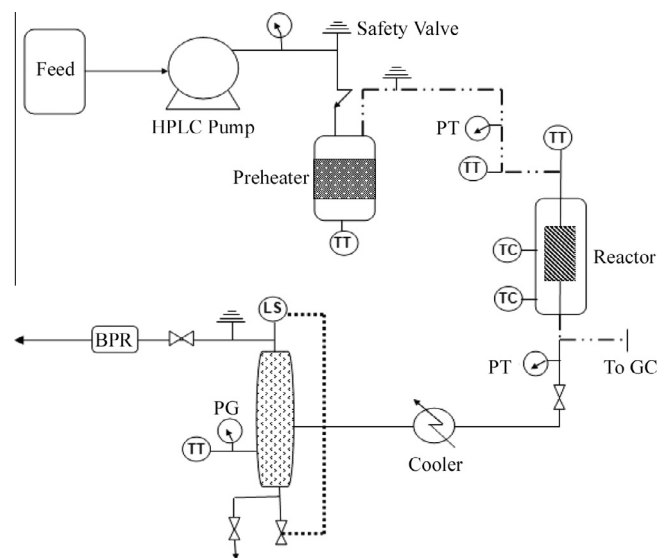 Safety Valve
Feed
HPLC Pump
PT
TT
TT
Preheater
TT
TC
Reactor
TC
LS
BPR
PT
To GC
PG
TT
Cooler